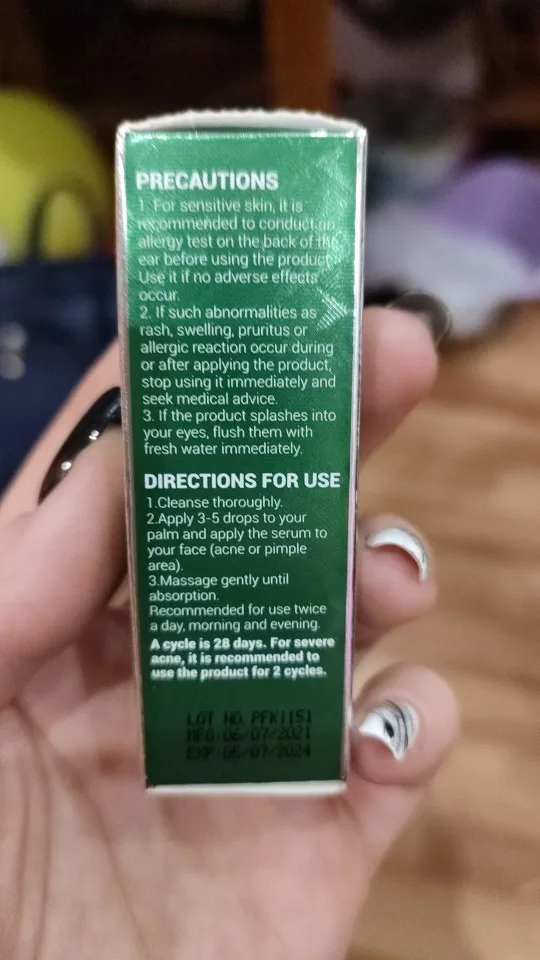 PRECAUTIONS
1. For sensitive skin, it is
recommended to conduct an
allergy test on the back of the
ear before using the product.
Use it if no adverse effects
occur.
2. If such abnormalities as
rash, swelling, pruritus or
allergic reaction occur during
or after applying the product,
stop using it immediately and
seek medical advice.
3. If the product splashes into
your eyes, flush them with
fresh water immediately.
DIRECTIONS FOR USE
1.Cleanse thoroughly.
2.Apply 3-5 drops to your
palm and apply the serum to
your face (acne or pimple
area).
3.Massage gently until
absorption.
Recommended for use twice
a day, morning and evening.
A cycle is 28 days. For severe
acne, it is recommended to
use the product for 2 cycles.
LOT NO. PFK1151
MFG:06/07/2021
EXP:05/07/2024